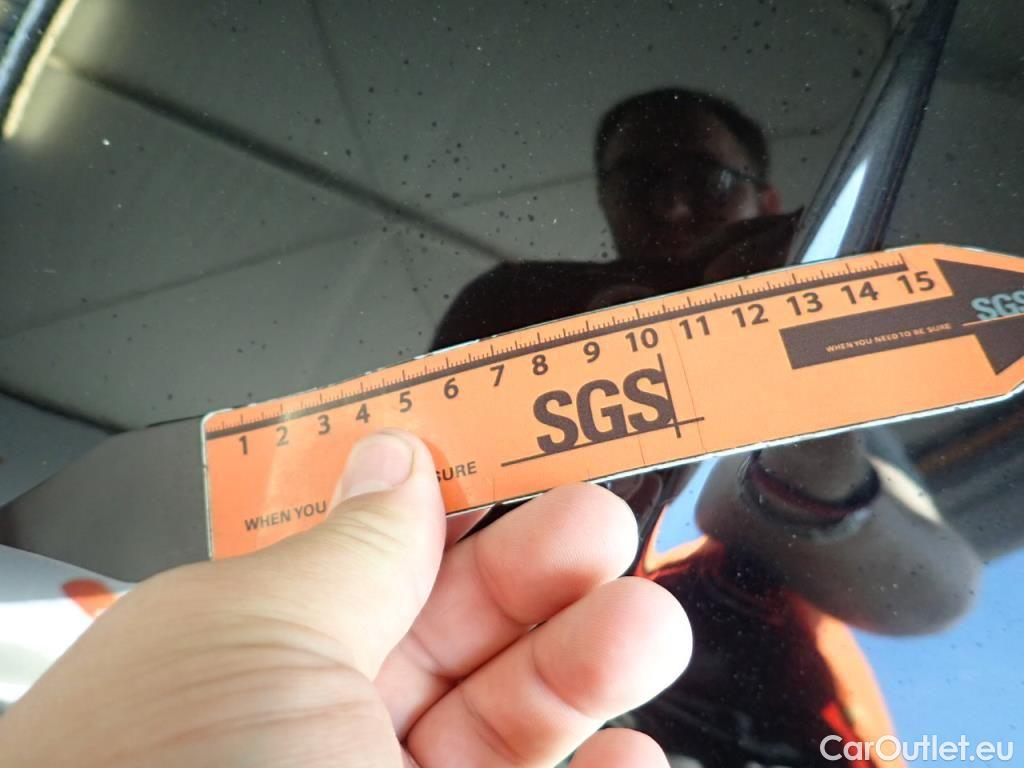 1 2 3 4 5 6 7 8 9 10 11 12 13 14 15
SGS
WHEN YOU NEED TO BE SURE
SGS
WHEN YOU SURE
CarOutlet.eu